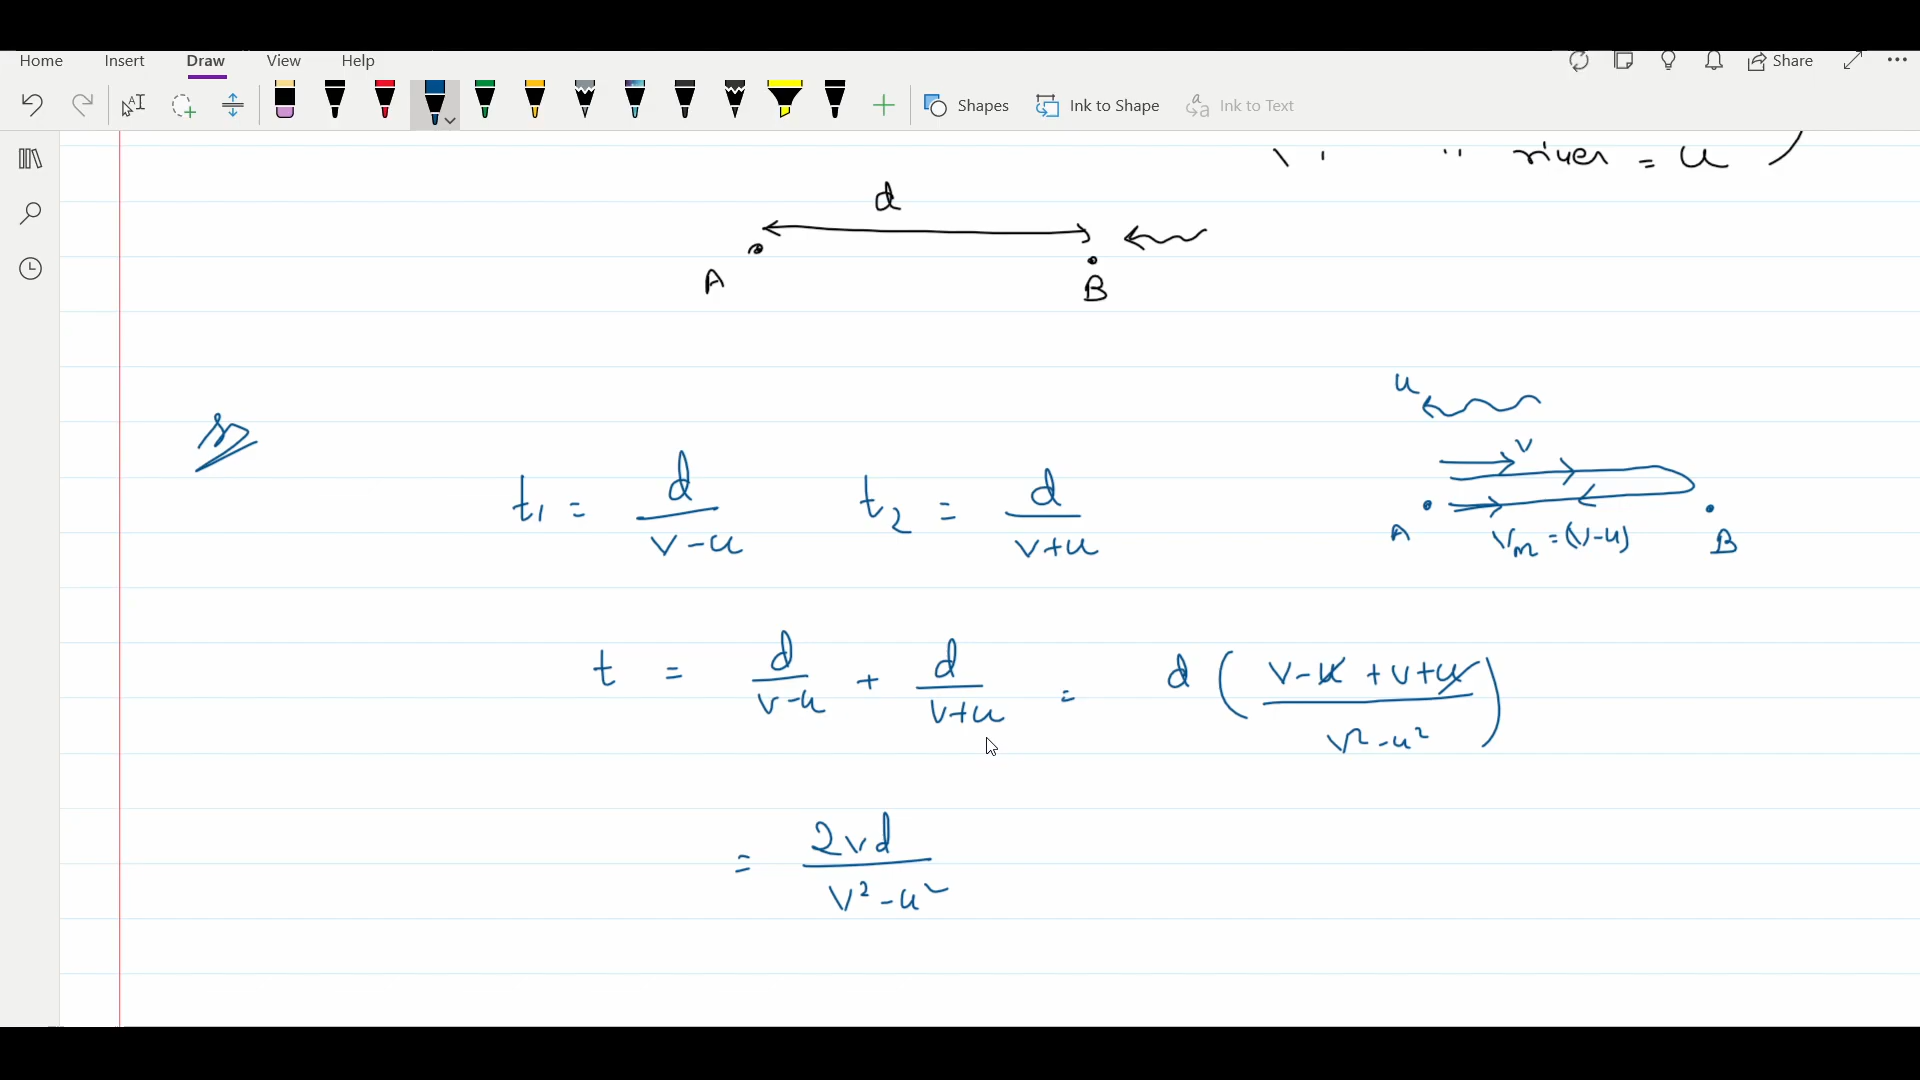 Home Insert Draw View Help Share
Shapes Ink to Shape Ink to Text
river = u
d
A B
u
v
t₁ = d/(v-u) t₂ = d/(v+u)
A Vm = (v-u) B
t = d/(v-u) + d/(v+u) = d((v-u+v+u)/(v²-u²))
= 2vd/(v²-u²)